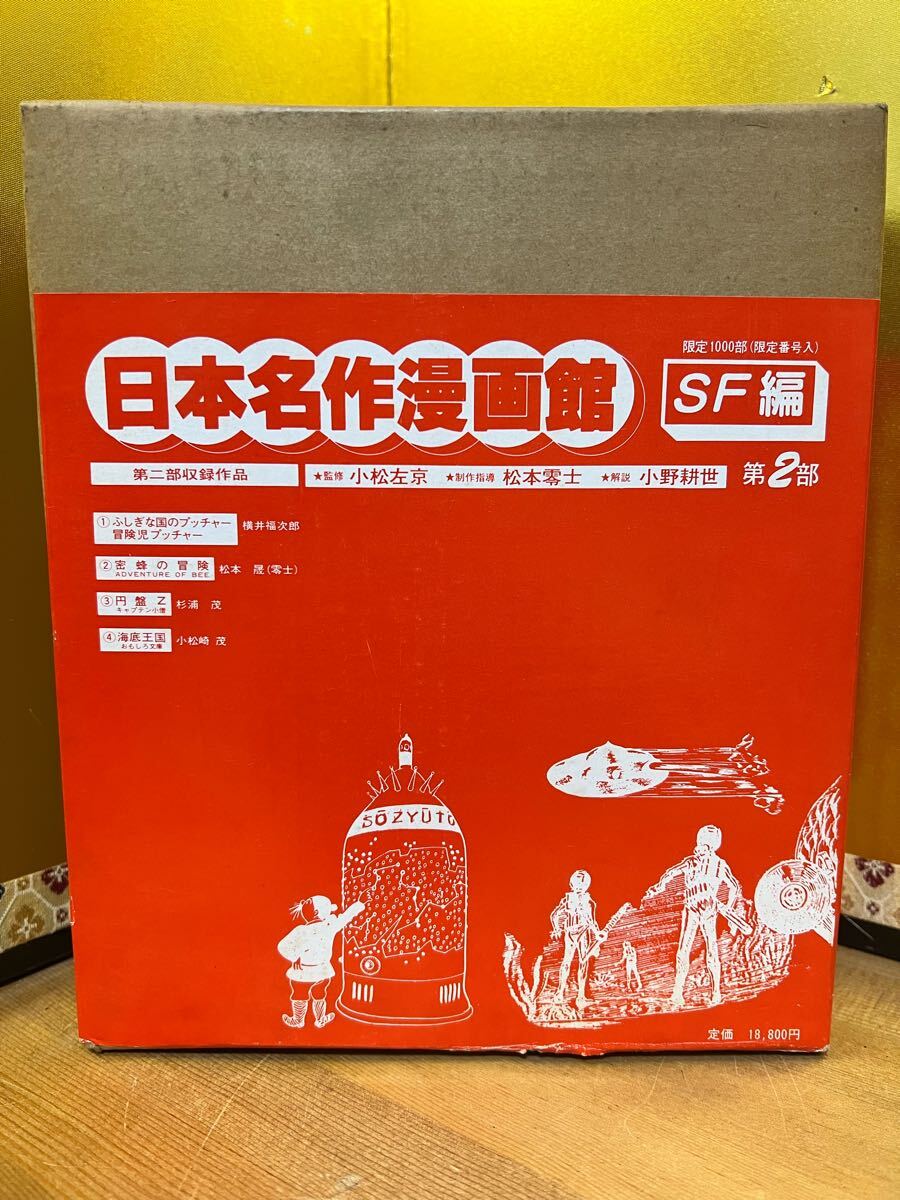 限定1000部(限定番号入)
日本名作漫画館 SF編
第2部
第二部収録作品 ★監修 小松左京 ★制作指導 松本零士 ★解説 小野耕世
①ふしぎな国のプッチャー 横井福次郎
冒険児プッチャー
②密蜂の冒険 松本 晟(零士)
ADVENTURE OF BEE
③円盤Z 杉浦 茂
キャプテン小僧
④海底王国 小松崎 茂
おもしろ文庫
SŌZYŪTŌ
定価 18,800円